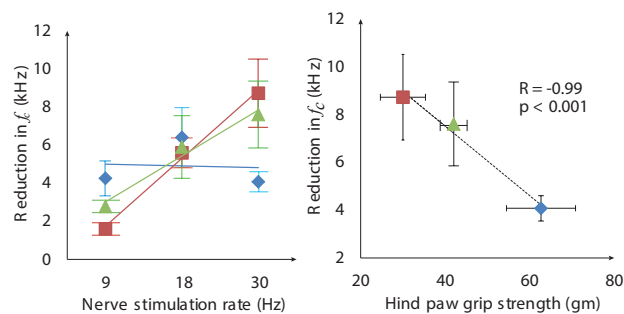 12
10
8
6
4
2
0
Reduction in fc (kHz)
9 18 30
Nerve stimulation rate (Hz)
12
10
8
6
4
2
Reduction in fC (kHz)
R = -0.99
p < 0.001
20 40 60 80
Hind paw grip strength (gm)